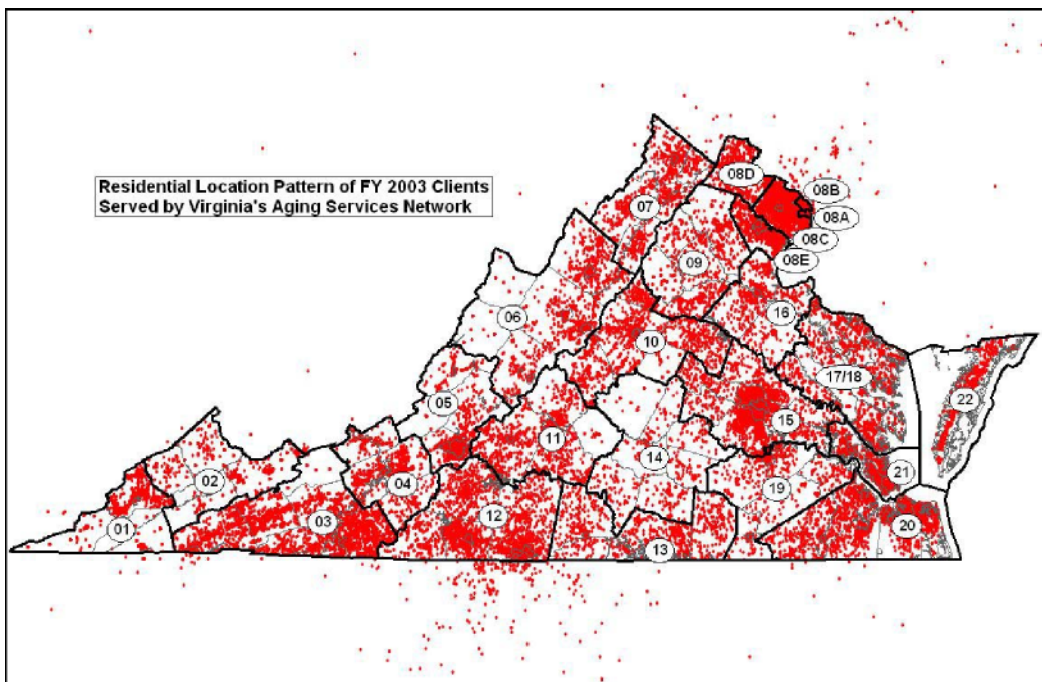 Residential Location Pattern of FY 2003 Clients
Served by Virginia's Aging Services Network
08D
08B
07
08A
08C
08E
09
06
16
10
17/18
22
05
15
11
14
21
02
04
19
12
03
01
20
13